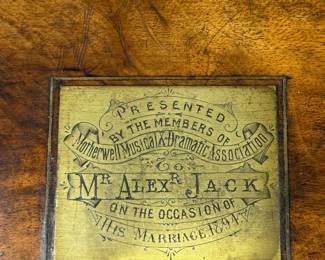 PRESENTED
BY THE MEMBERS OF
Motherwell Musical & Dramatic Association
To
MR ALEXR JACK
ON THE OCCASION OF
HIS MARRIAGE 1894